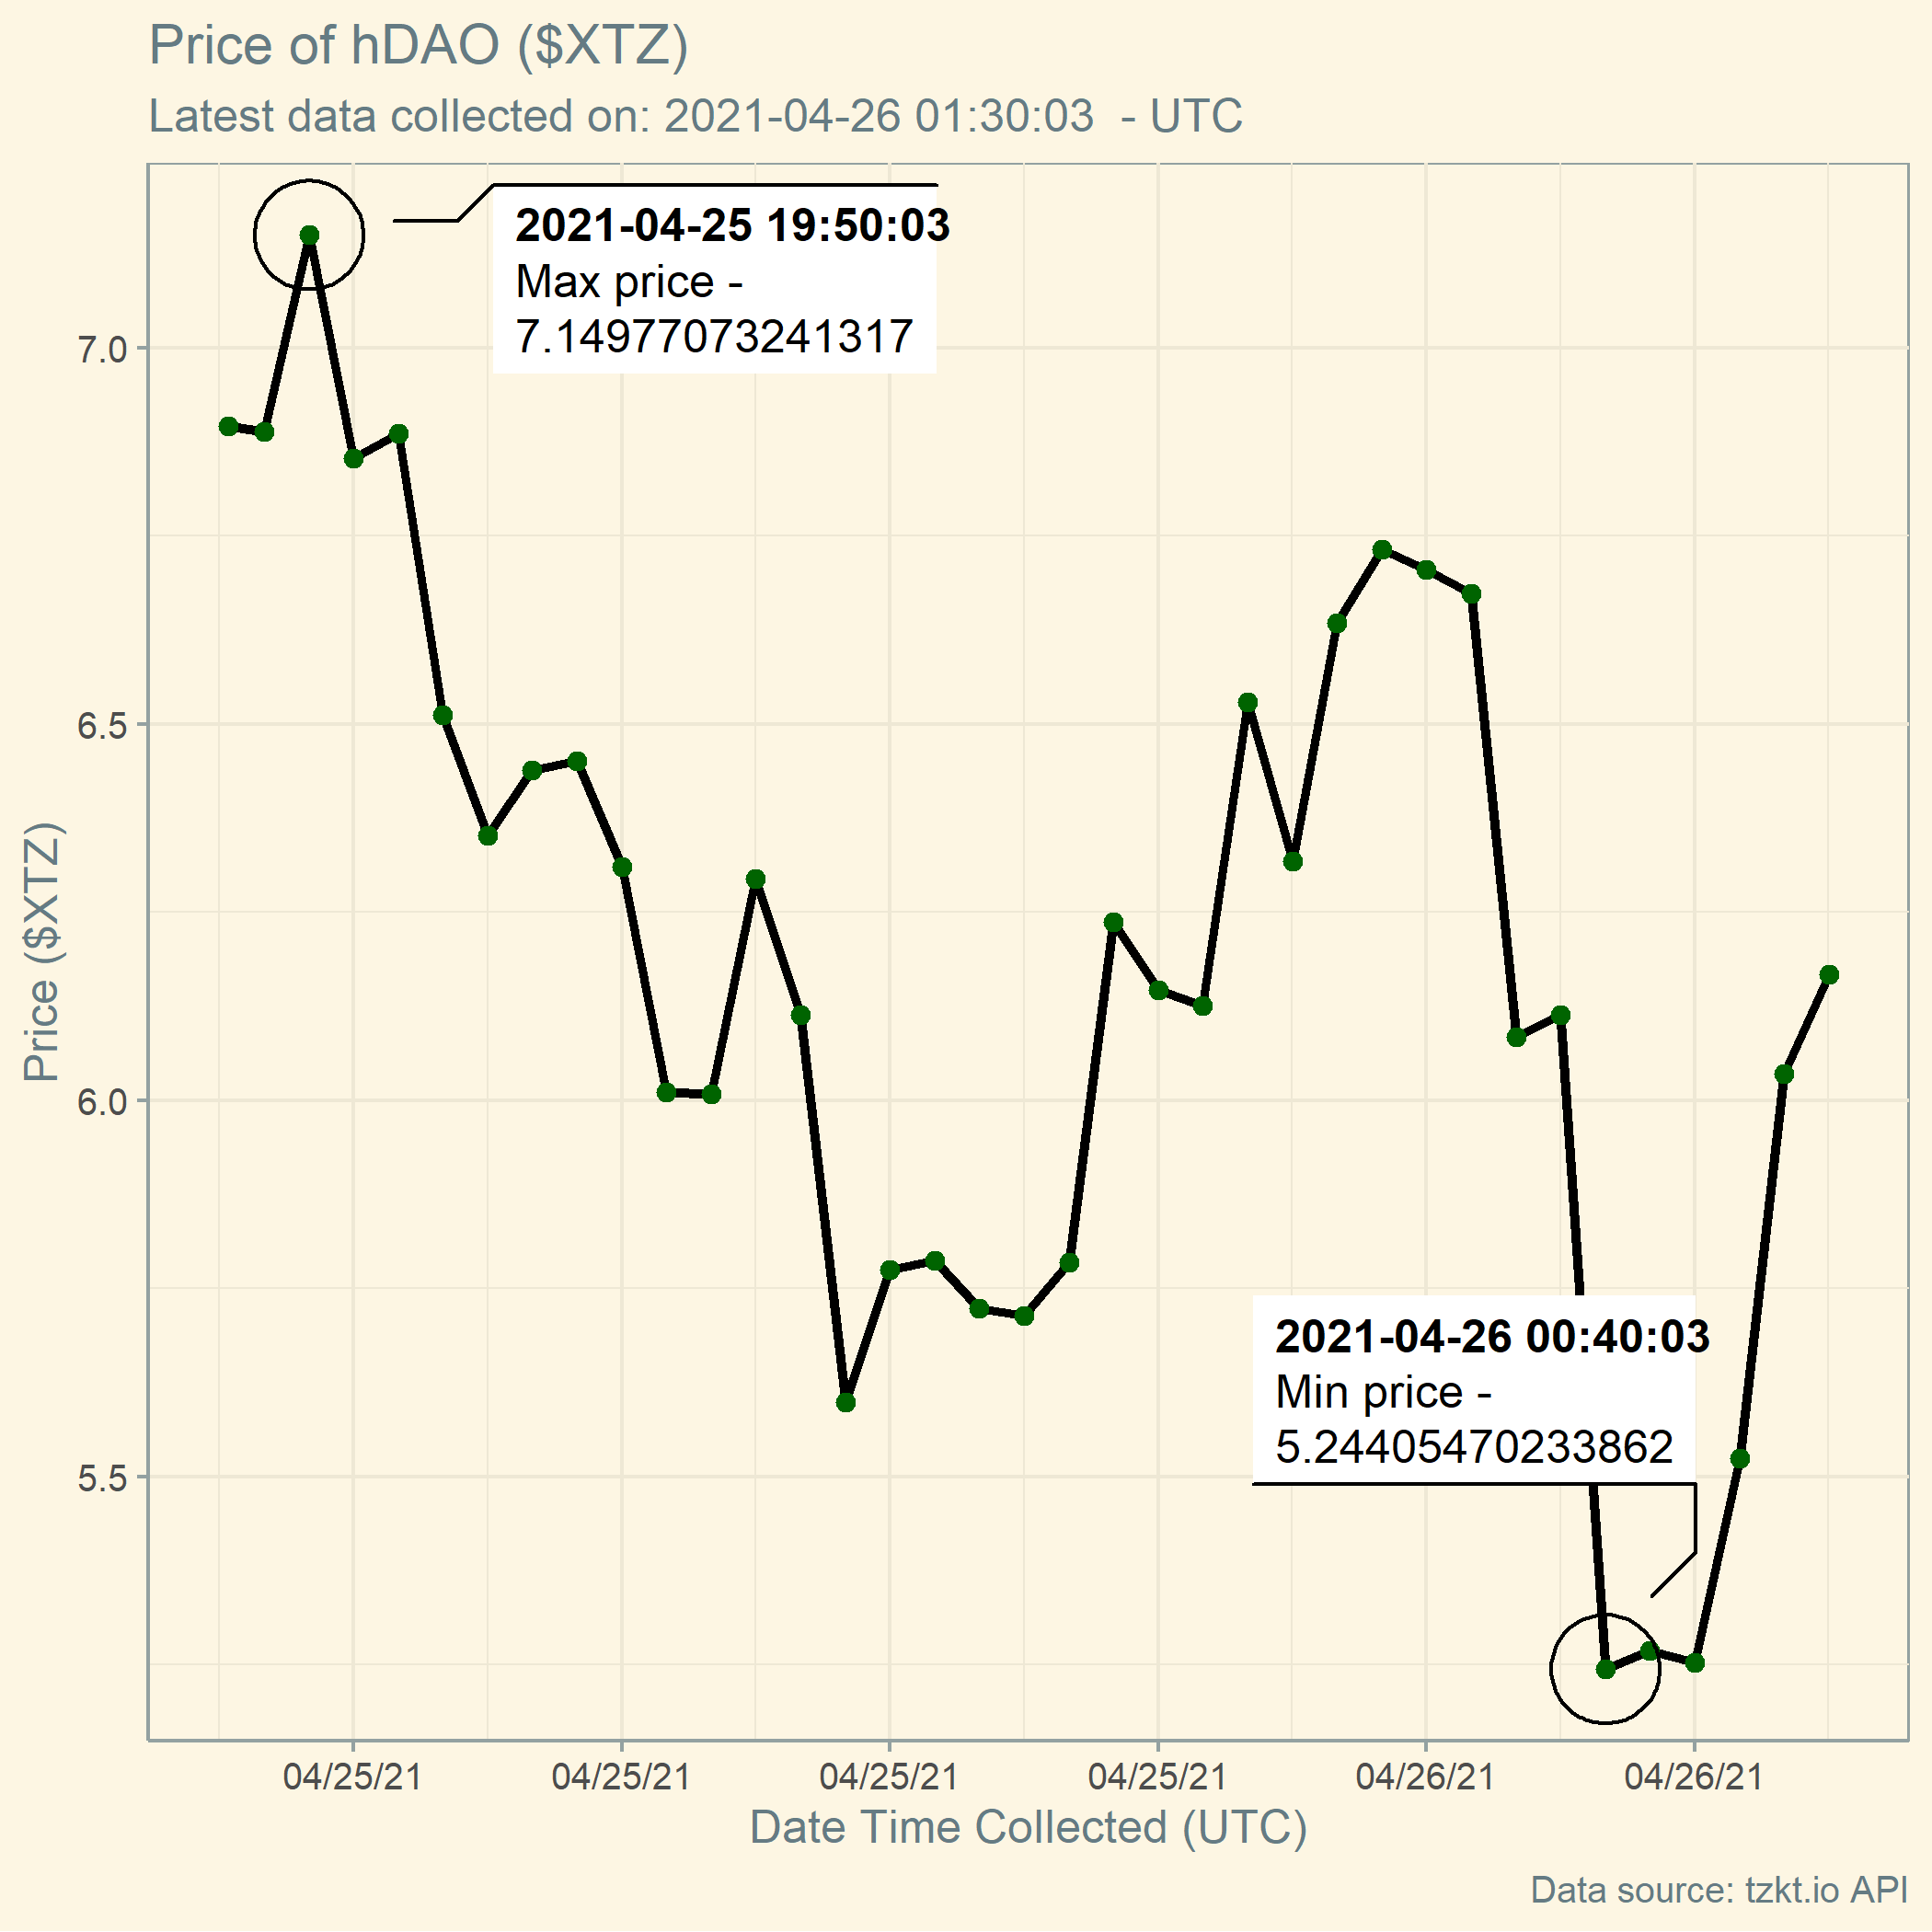 Price of hDAO ($XTZ)
Latest data collected on: 2021-04-26 01:30:03  - UTC
2021-04-25 19:50:03
Max price -
7.14977073241317
7.0
6.5
6.0
5.5
Price ($XTZ)
2021-04-26 00:40:03
Min price -
5.24405470233862
04/25/21 04/25/21 04/25/21 04/25/21 04/26/21 04/26/21
Date Time Collected (UTC)
Data source: tzkt.io API